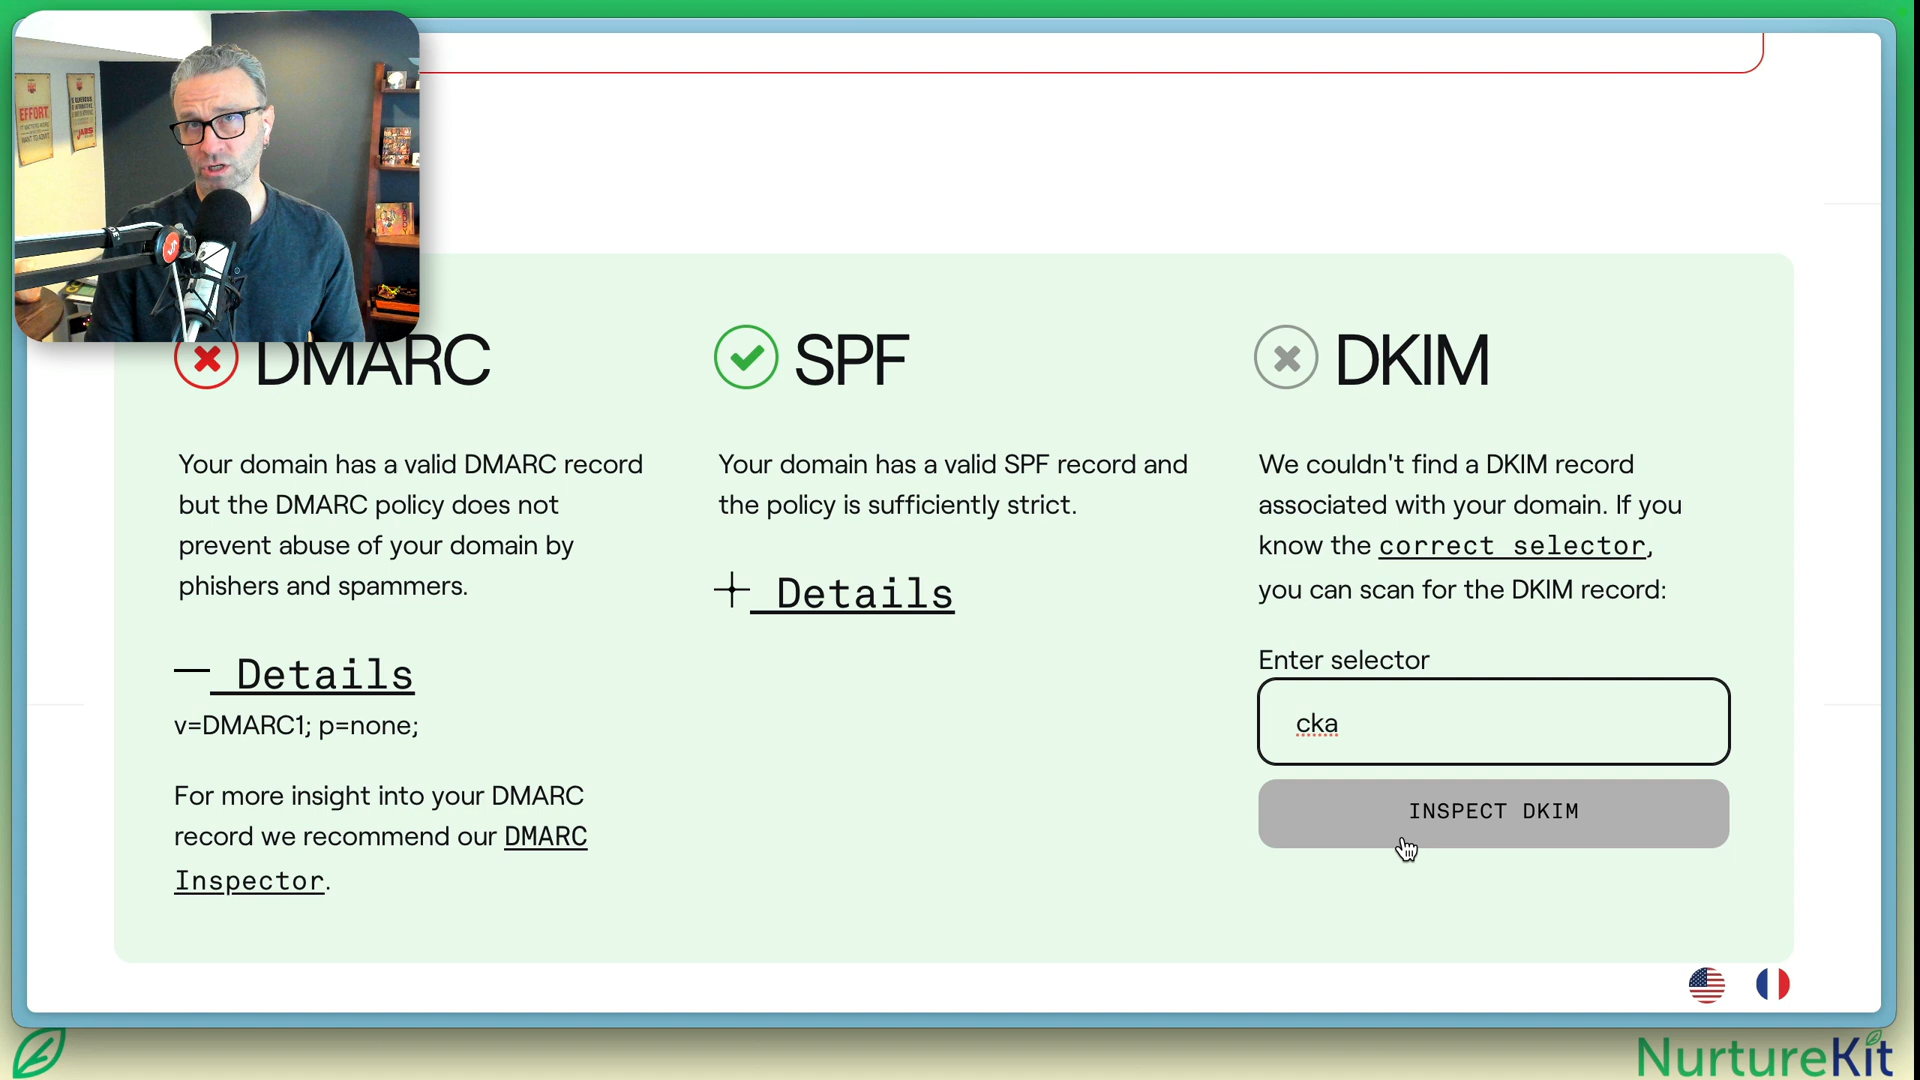 EFFORT
DMARC
Your domain has a valid DMARC record
but the DMARC policy does not
prevent abuse of your domain by
phishers and spammers.
Details
v=DMARC1; p=none;
For more insight into your DMARC
record we recommend our DMARC
Inspector.
SPF
Your domain has a valid SPF record and
the policy is sufficiently strict.
Details
DKIM
We couldn't find a DKIM record
associated with your domain. If you
know the correct selector,
you can scan for the DKIM record:
Enter selector
cka
INSPECT DKIM
NurtureKit